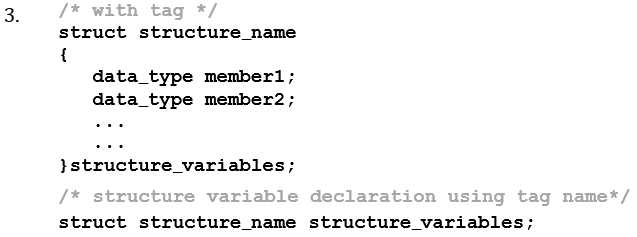 3. /* with tag */
struct structure_name
{
data_type member1;
data_type member2;
...
...
}structure_variables;
/* structure variable declaration using tag name*/
struct structure_name structure_variables;